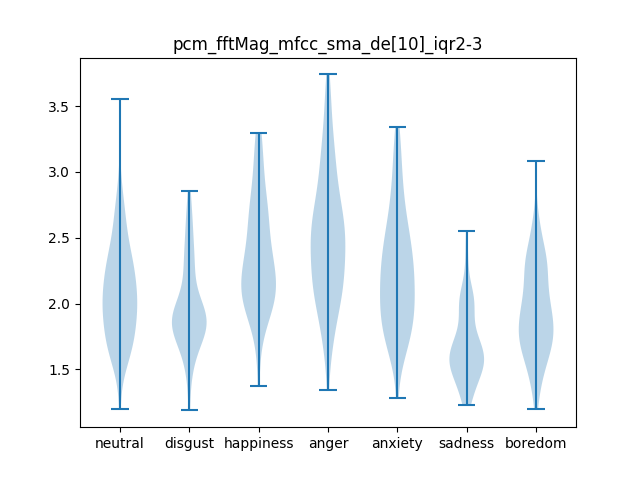 pcm_fftMag_mfcc_sma_de[10]_iqr2-3
3.5
3.0
2.5
2.0
1.5
neutral disgust happiness anger anxiety sadness boredom